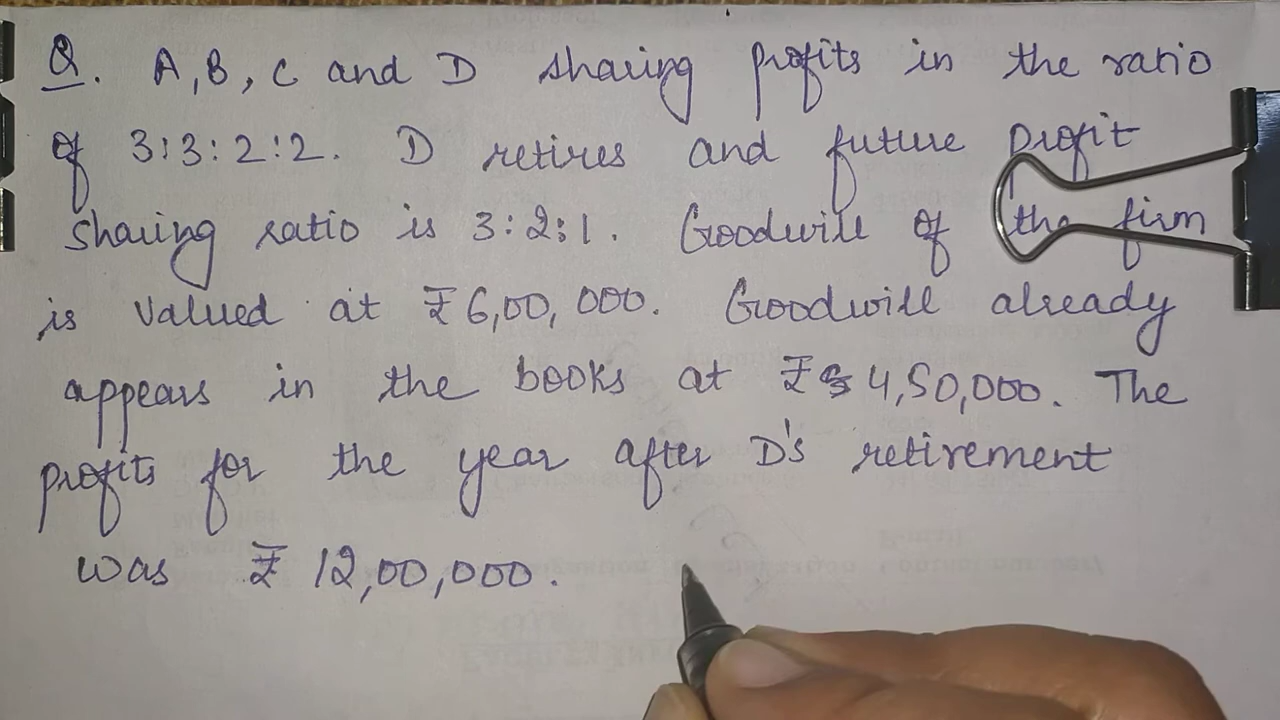 Q. A, B, C and D sharing profits in the ratio
of 3:3:2:2. D retires and future profit
sharing ratio is 3:2:1. Goodwill of the firm
is valued at ₹6,00,000. Goodwill already
appears in the books at ₹ 4,50,000. The
profits for the year after D's retirement
was ₹ 12,00,000.